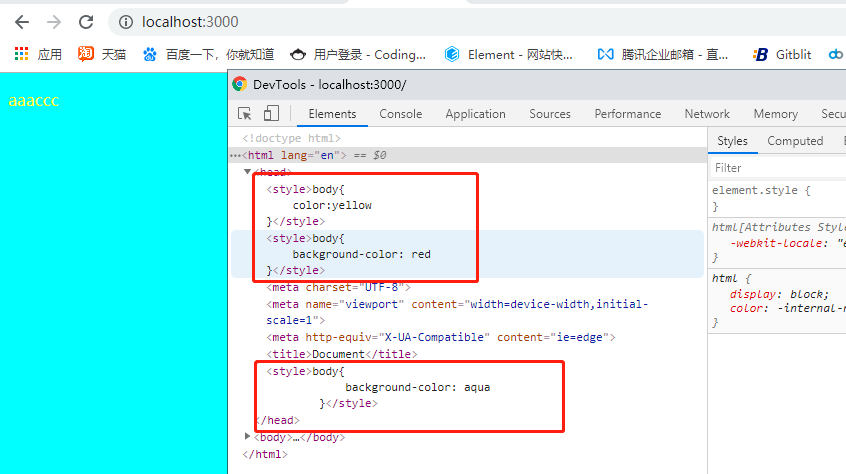 localhost:3000
应用 天猫 百度一下，你就知道 用户登录 - Coding... Element - 网站快... 腾讯企业邮箱 - 直... Gitblit
aaaccc
DevTools - localhost:3000/
Elements Console Application Sources Performance Network Memory Secu
<!doctype html>
…<html lang="en"> == $0
<head>
<style>body{
color:yellow
}</style>
<style>body{
background-color: red
}</style>
<meta charset="UTF-8">
<meta name="viewport" content="width=device-width,initial-
scale=1">
<meta http-equiv="X-UA-Compatible" content="ie=edge">
<title>Document</title>
<style>body{
background-color: aqua
}</style>
</head>
<body>…</body>
</html>
Styles Computed
Filter
element.style {
}
html[Attributes Style
-webkit-locale: "e
}
html {
display: block;
color: -internal-r
}